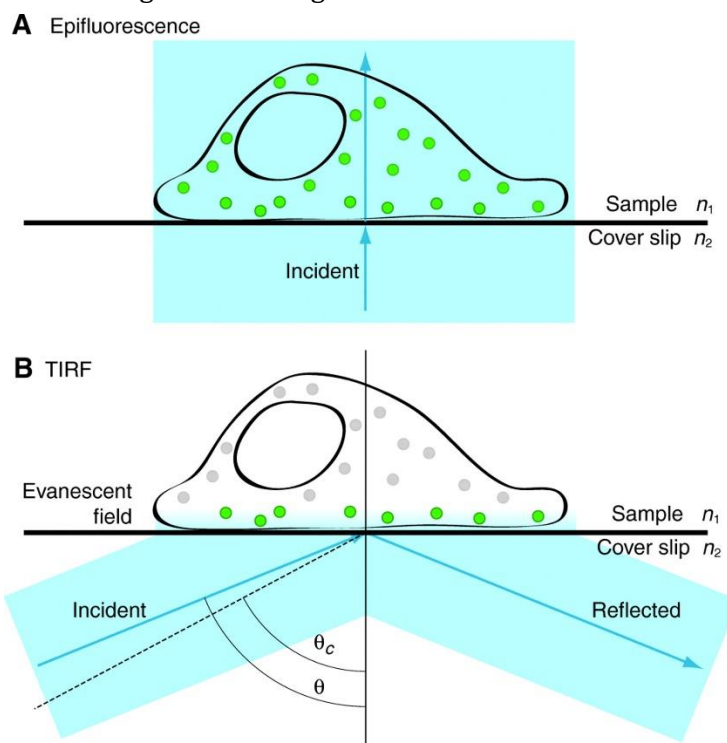 A Epifluorescence
Sample n₁
Cover slip n₂
Incident
B TIRF
Evanescent
field
Sample n₁
Cover slip n₂
Incident
Reflected
θc
θ